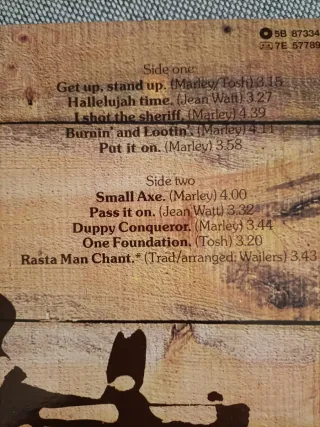 5B 87334
7E 57789
Side one:
Get up, stand up. (Marley/Tosh) 3.15
Hallelujah time. (Jean Watt) 3.27
I shot the sheriff. (Marley) 4.39
Burnin' and Lootin'. (Marley) 4.11
Put it on. (Marley) 3.58
Side two
Small Axe. (Marley) 4.00
Pass it on. (Jean Watt) 3.32
Duppy Conqueror. (Marley) 3.44
One Foundation. (Tosh) 3.20
Rasta Man Chant.* (Trad/arranged: Wailers) 3.43